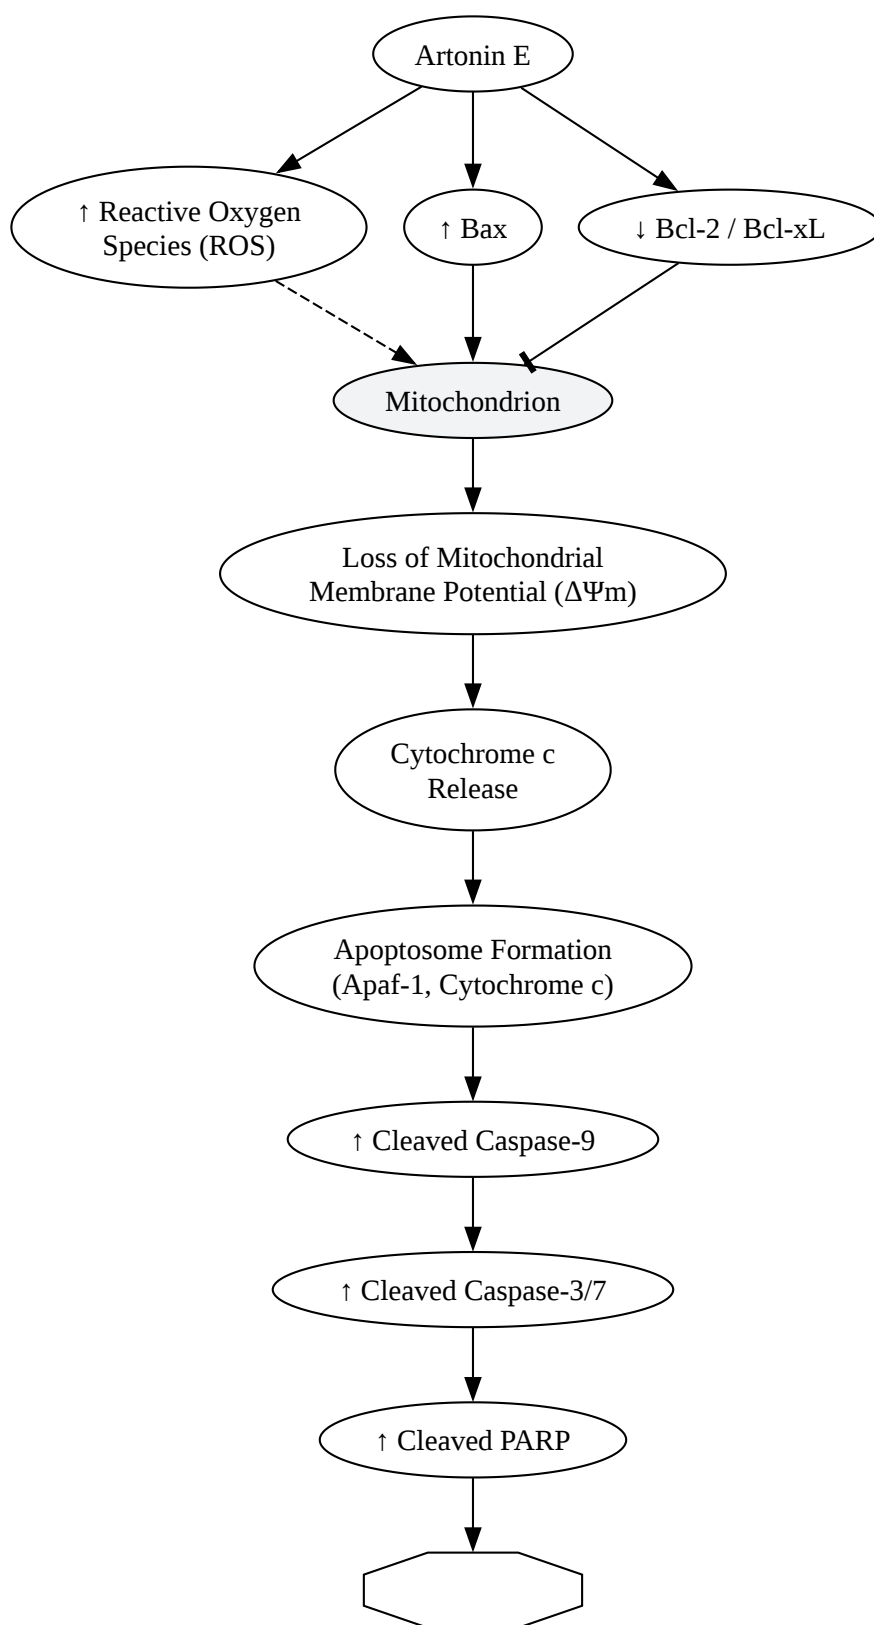 Artonin E
↑ Reactive Oxygen
Species (ROS)
↑ Bax
↓ Bcl-2 / Bcl-xL
Mitochondrion
Loss of Mitochondrial
Membrane Potential (ΔΨm)
Cytochrome c
Release
Apoptosome Formation
(Apaf-1, Cytochrome c)
↑ Cleaved Caspase-9
↑ Cleaved Caspase-3/7
↑ Cleaved PARP